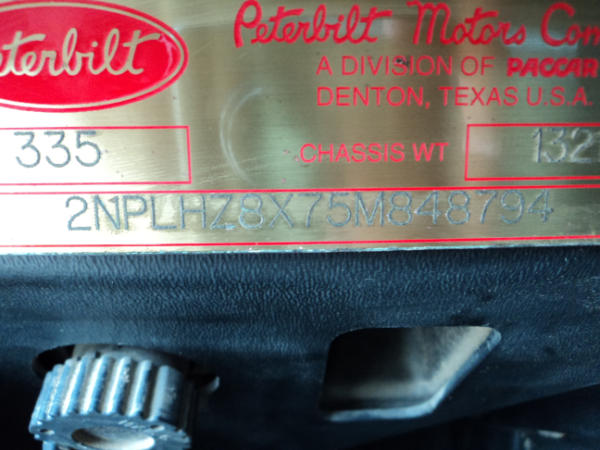 Peterbilt Motors Com
eterbilt
A DIVISION OF PACCAR
DENTON, TEXAS U.S.A.
335 CHASSIS WT 132
2NPLHZ8X75M848794